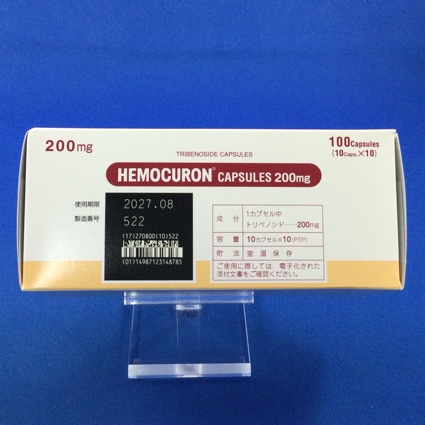 200mg
100Capsules
(10Caps.×10)
TRIBENOSIDE CAPSULES
HEMOCURON® CAPSULES 200mg
使用期限 2027.08
製造番号 522
(17)270800(10)522
(01)14987123148785
成分 1カプセル中
トリベノシド……200mg
容量 10カプセル×10(PTP)
貯法 室温保存
ご使用に際しては、電子化された
添付文書をご確認ください。